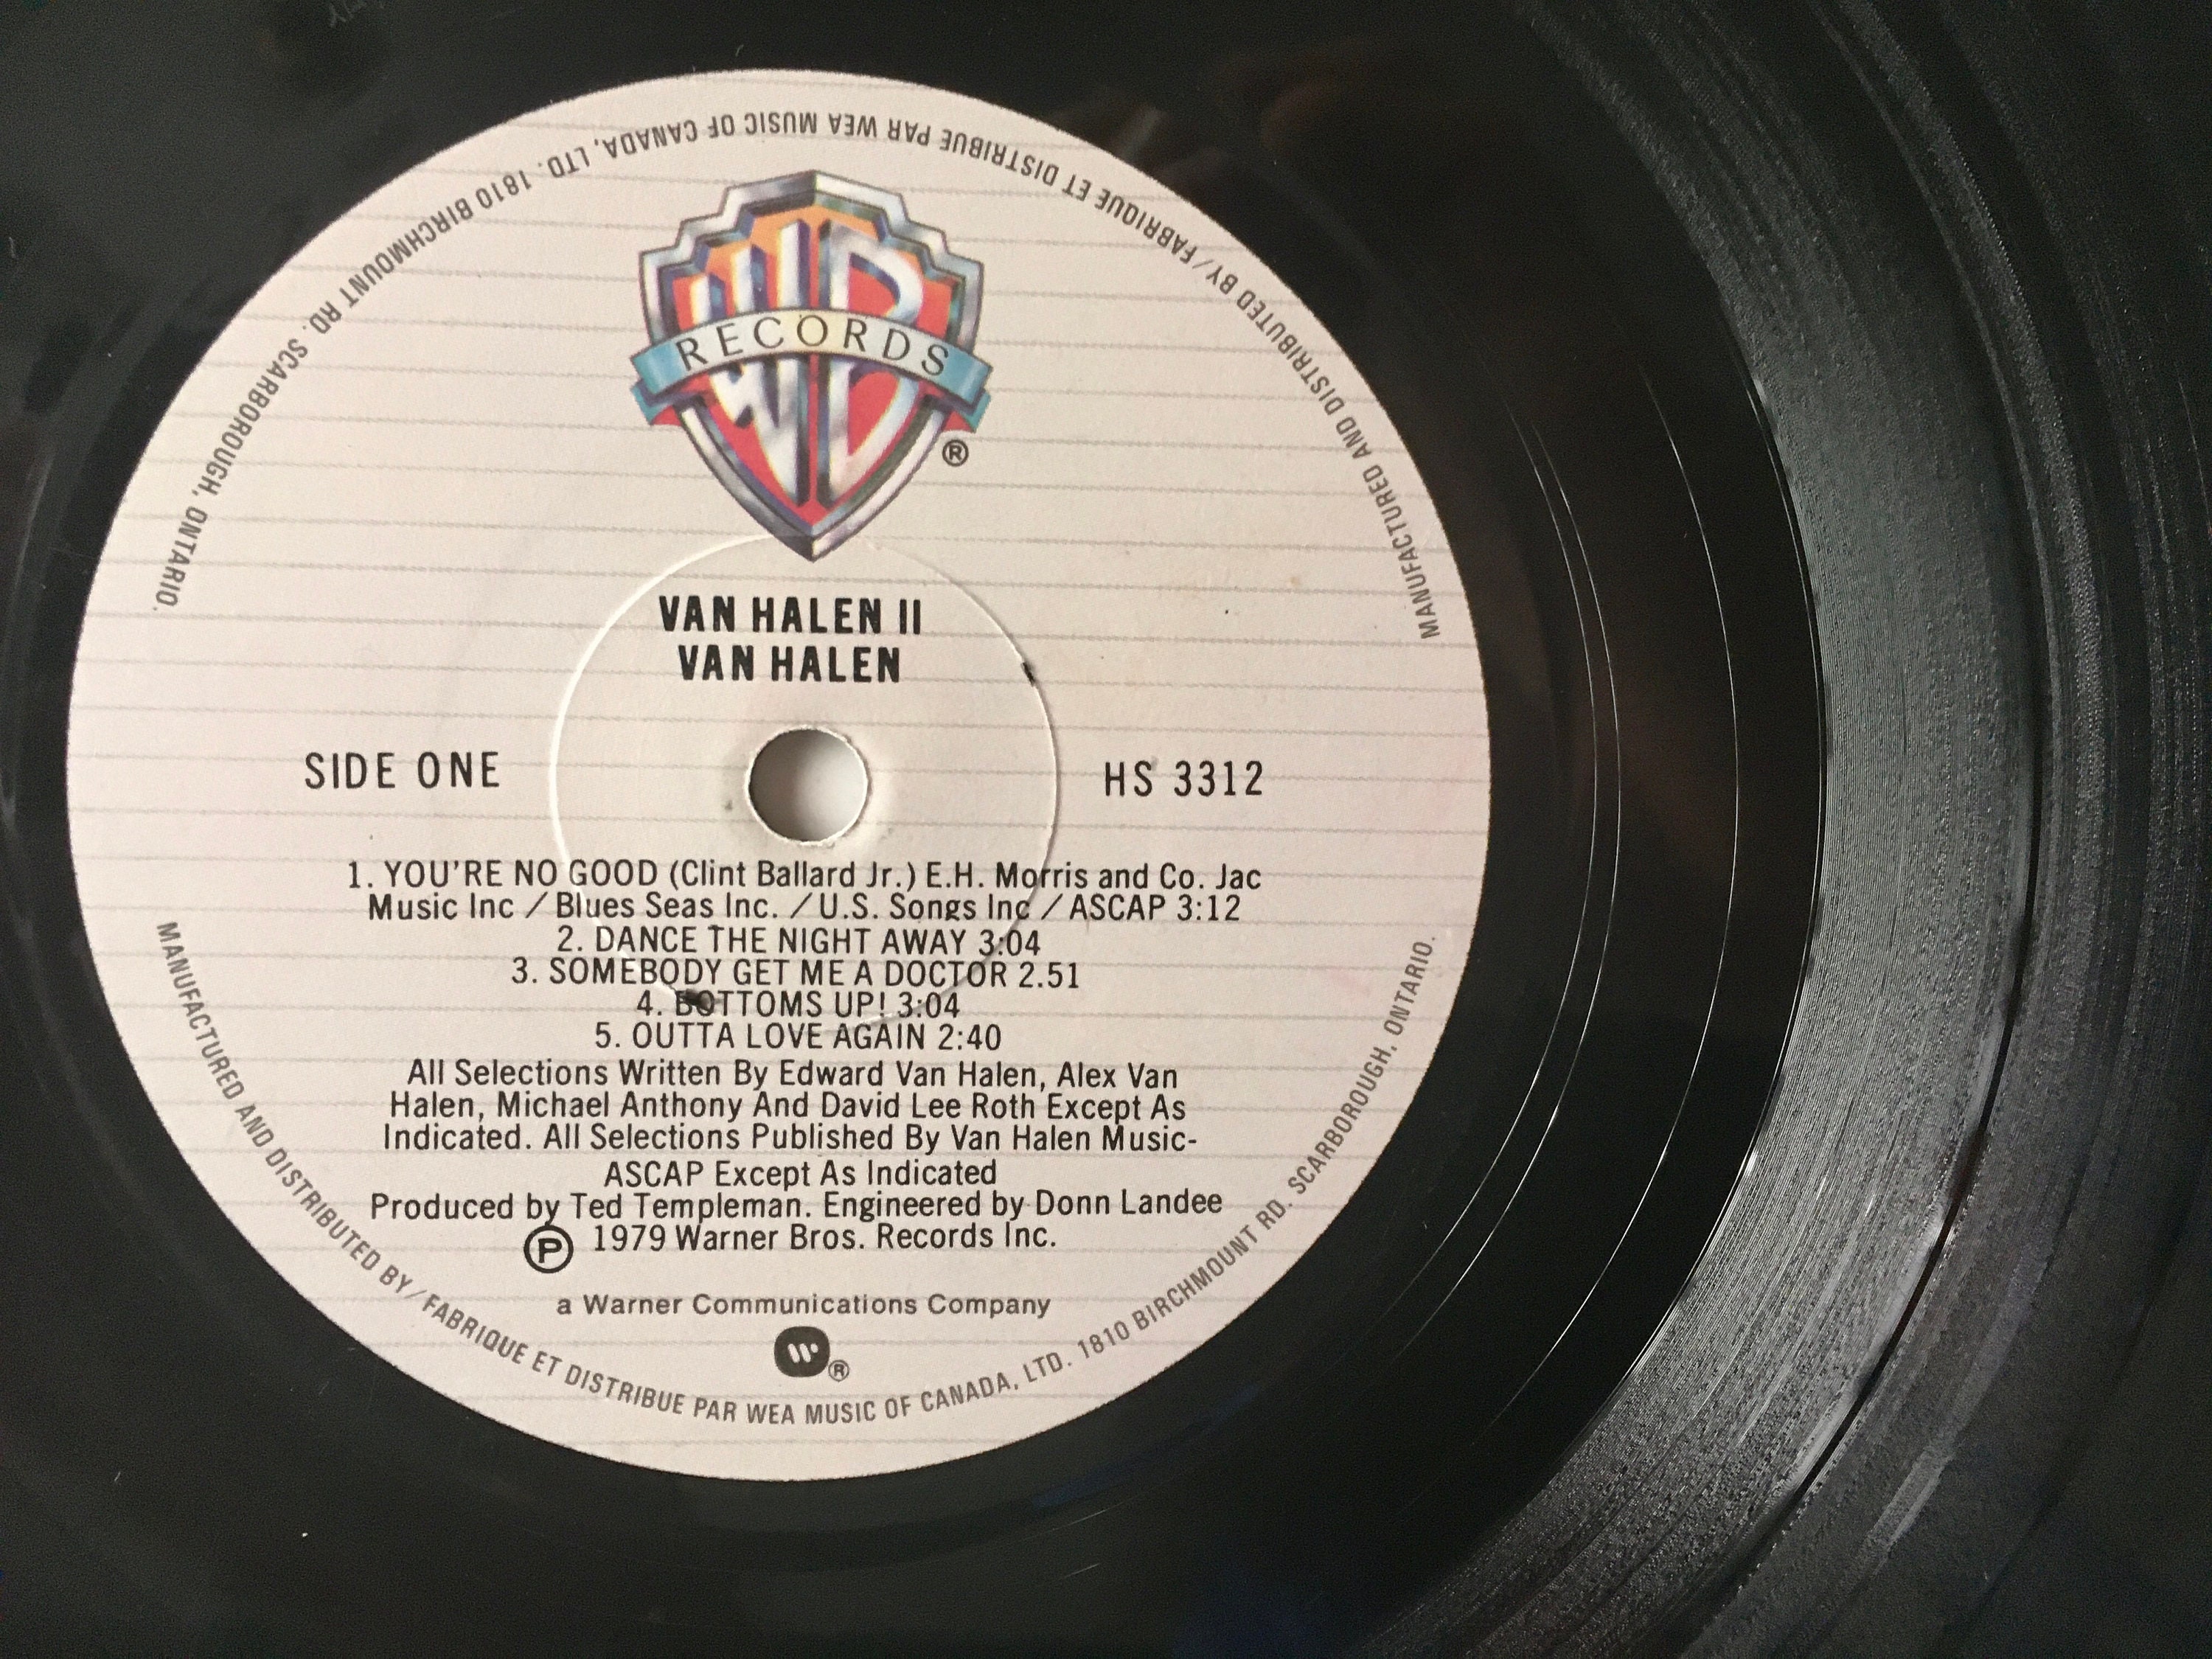 MANUFACTURED AND DISTRIBUTED BY / FABRIQUE ET DISTRIBUE PAR WEA MUSIC OF CANADA, LTD. 1810 BIRCHMOUNT RD. SCARBOROUGH, ONTARIO.
WB
RECORDS
®
VAN HALEN II
VAN HALEN
SIDE ONE
HS 3312
1. YOU'RE NO GOOD (Clint Ballard Jr.) E.H. Morris and Co. Jac
Music Inc / Blues Seas Inc. / U.S. Songs Inc / ASCAP 3:12
2. DANCE THE NIGHT AWAY 3:04
3. SOMEBODY GET ME A DOCTOR 2.51
4. BOTTOMS UP! 3:04
5. OUTTA LOVE AGAIN 2:40
All Selections Written By Edward Van Halen, Alex Van
Halen, Michael Anthony And David Lee Roth Except As
Indicated. All Selections Published By Van Halen Music-
ASCAP Except As Indicated
Produced by Ted Templeman. Engineered by Donn Landee
Ⓟ 1979 Warner Bros. Records Inc.
a Warner Communications Company
®
MANUFACTURED AND DISTRIBUTED BY / FABRIQUE ET DISTRIBUE PAR WEA MUSIC OF CANADA, LTD. 1810 BIRCHMOUNT RD. SCARBOROUGH, ONTARIO.